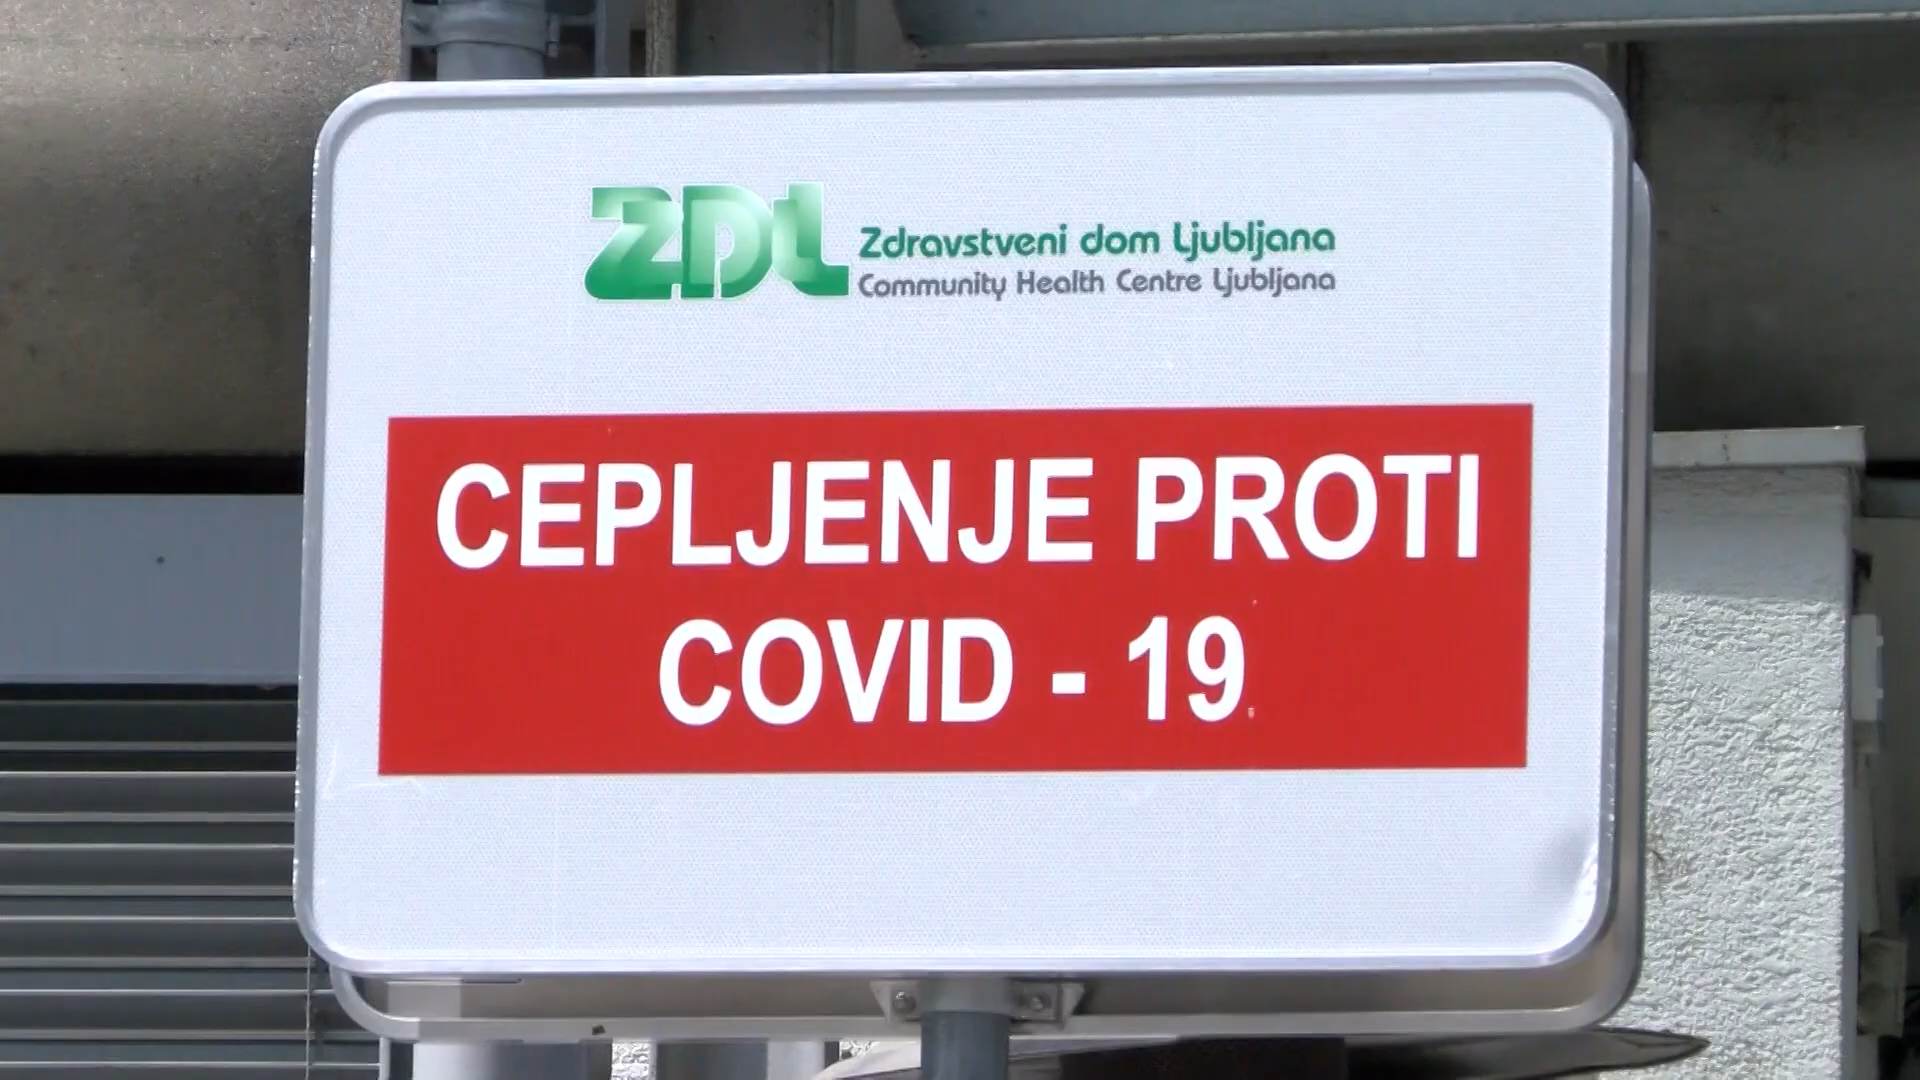 ZDL
Zdravstveni dom Ljubljana
Community Health Centre Ljubljana
CEPLJENJE PROTI
COVID - 19